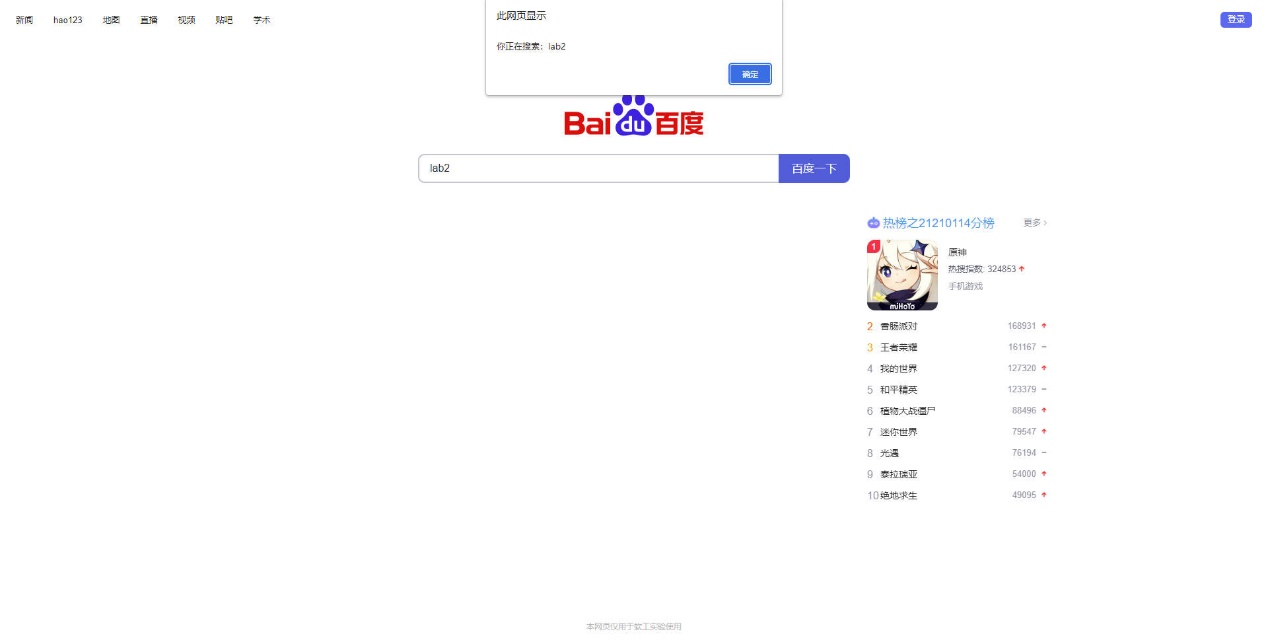 新闻 hao123 地图 直播 视频 贴吧 学术
登录
此网页显示
你正在搜索：lab2
确定
Bai du 百度
lab2
百度一下
热榜之21210114分榜 更多 >
1
原神
热搜指数: 324853
手机游戏
miHoYo
2 香肠派对 168931
3 王者荣耀 161167
4 我的世界 127320
5 和平精英 123379
6 植物大战僵尸 88496
7 迷你世界 79547
8 光遇 76194
9 泰拉瑞亚 54000
10 绝地求生 49095
本网页仅用于软工实验使用